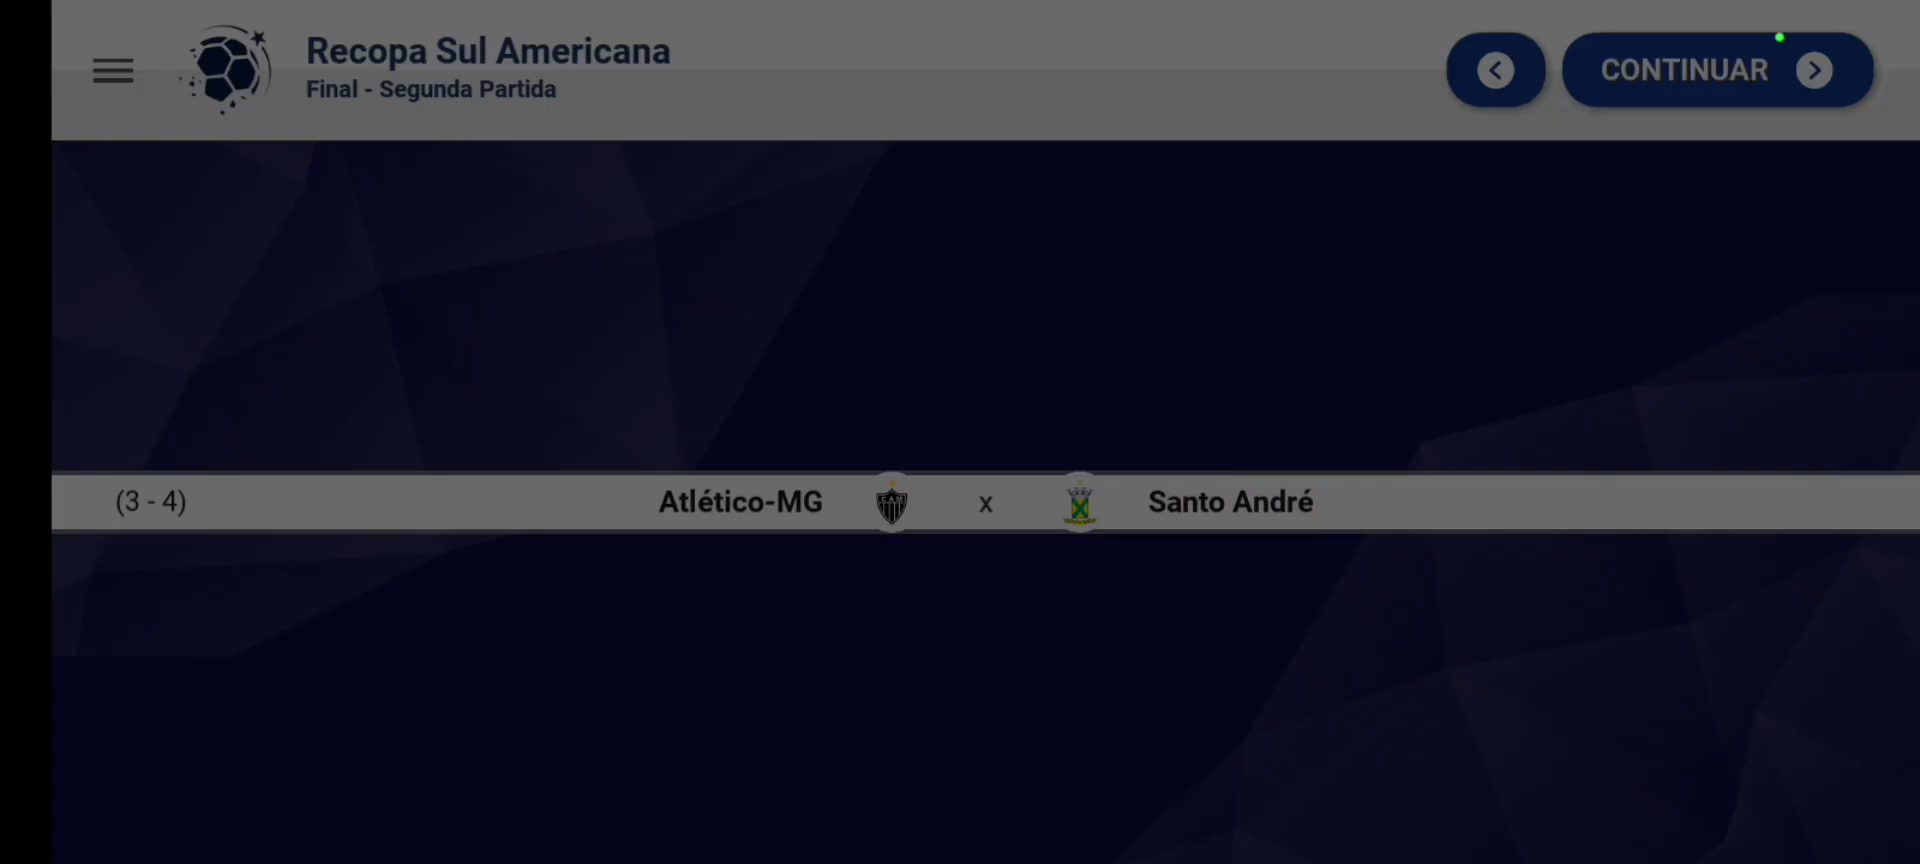 Recopa Sul Americana
Final - Segunda Partida
CONTINUAR
(3 - 4) Atlético-MG x Santo André